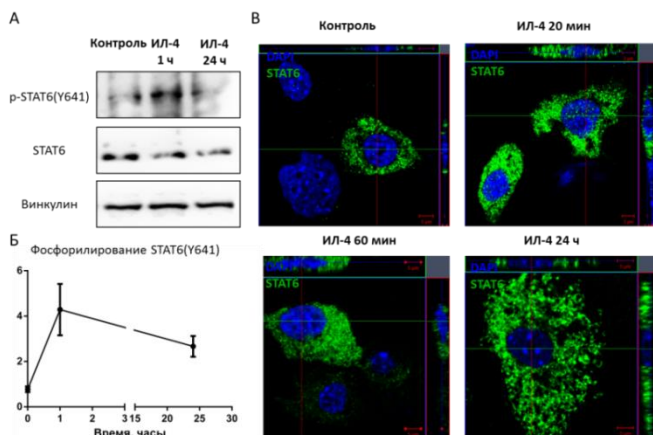 А
Контроль ИЛ-4 ИЛ-4
1 ч 24 ч
p-STAT6(Y641)
STAT6
Винкулин
Б
Фосфорилирование STAT6(Y641)
6
4
2
0
0 1 2 3 15 20 25 30
Время, часы
В
Контроль
DAPI
STAT6
ИЛ-4 20 мин
DAPI
STAT6
ИЛ-4 60 мин
DAPI
STAT6
ИЛ-4 24 ч
DAPI
STAT6